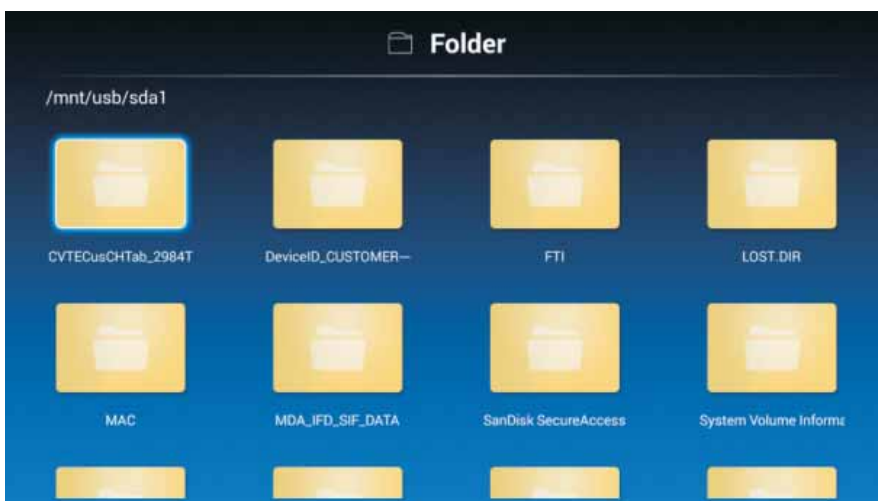 Folder
/mnt/usb/sda1
CVTECusCHTab_2984T DeviceID_CUSTOMER— FTI LOST.DIR
MAC MDA_IFD_SIF_DATA SanDisk SecureAccess System Volume Informa